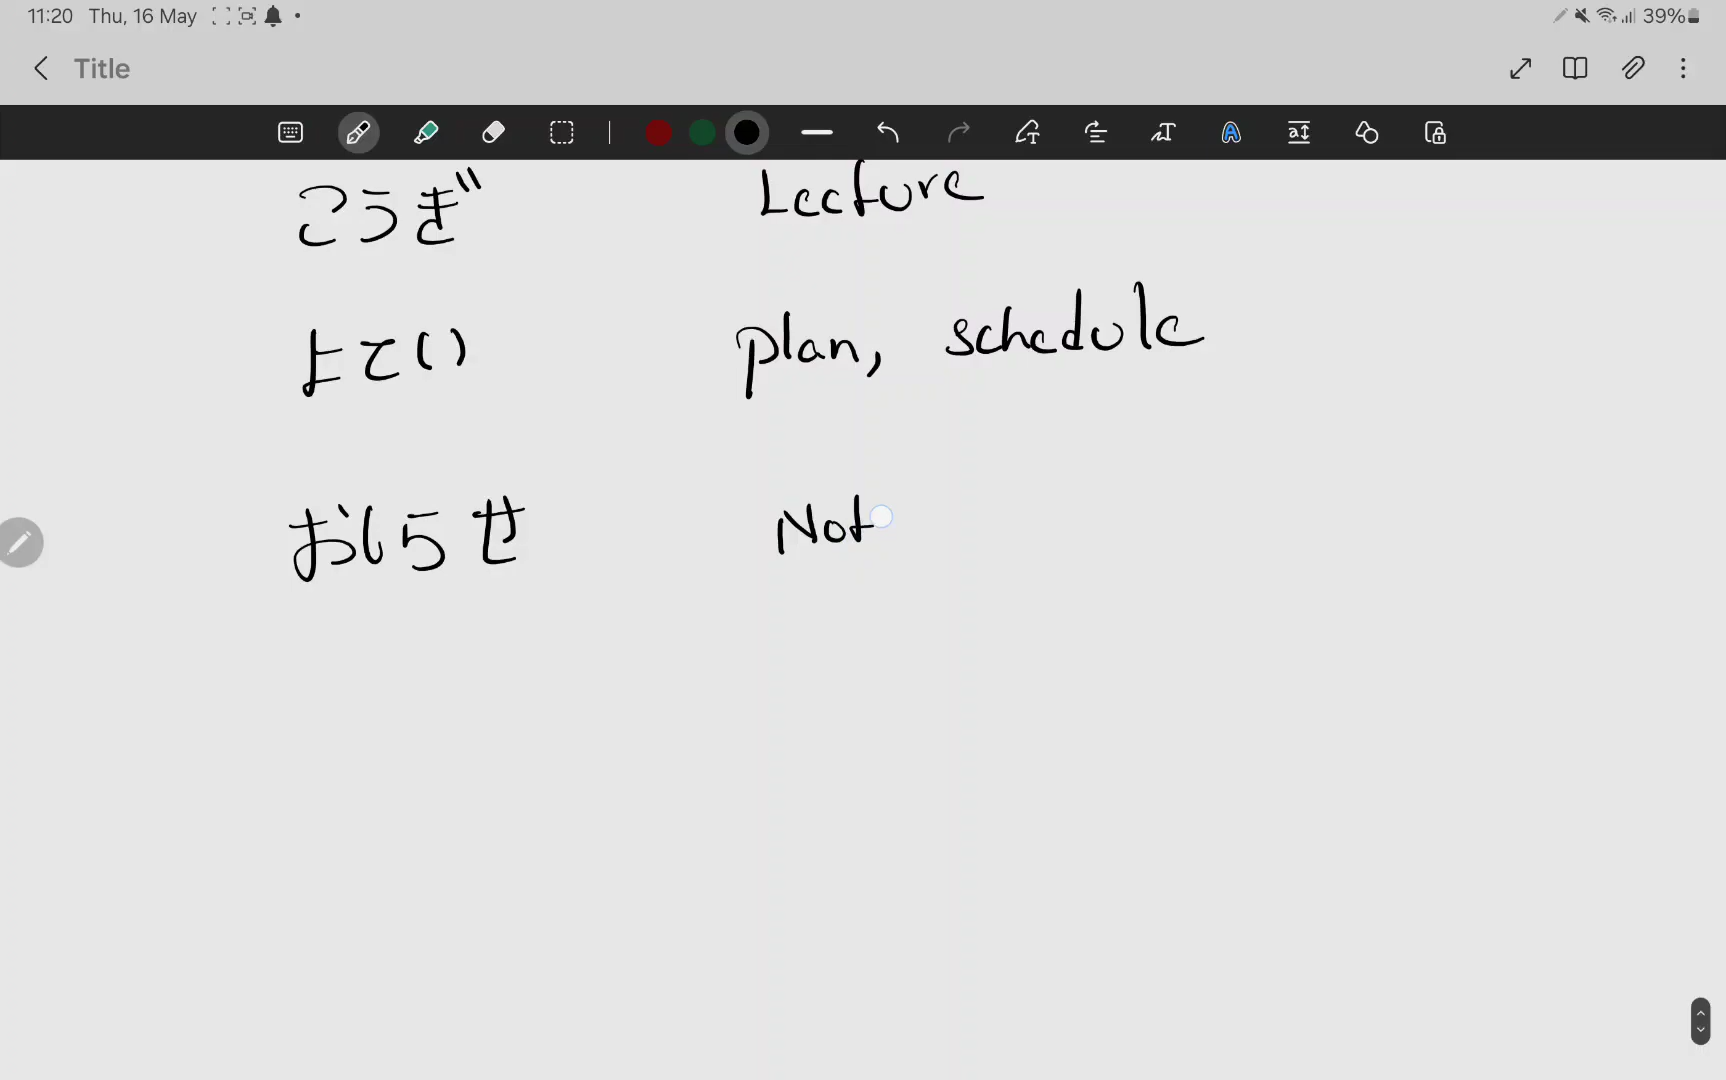 11:20 Thu, 16 May 39%
Title
こうぎ Lecture
よてい plan, schedule
おしらせ Not